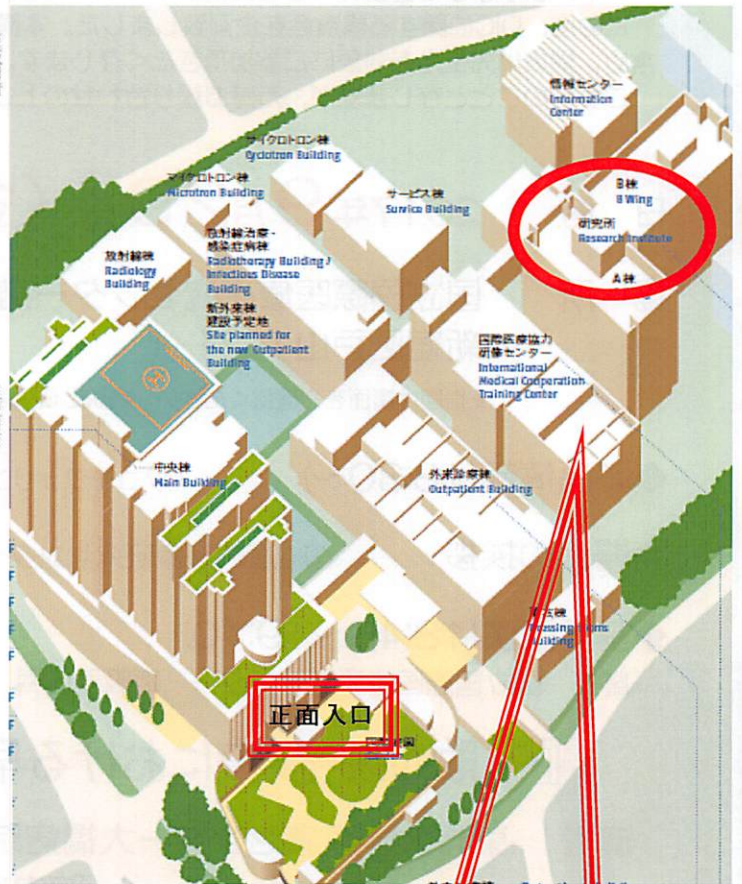 情報センター
Information
Center
サイクロトロン棟
Cyclotron Building
マイクロトロン棟
Microtron Building
サービス棟
Survice Building
B棟
B Wing
研究所
Research Institute
A棟
放射線棟
Radiology
Building
放射線治療・
感染症病棟
Radiotherapy Building /
Infectious Disease
Building
新外来棟
建設予定地
Site planned for
the new Outpatient
Building
国際医療協力
研修センター
International
Medical Cooperation
Training Center
中央棟
Main Building
外来診療棟
Outpatient Building
正面入口
F
F
F
F
F
F
F
F